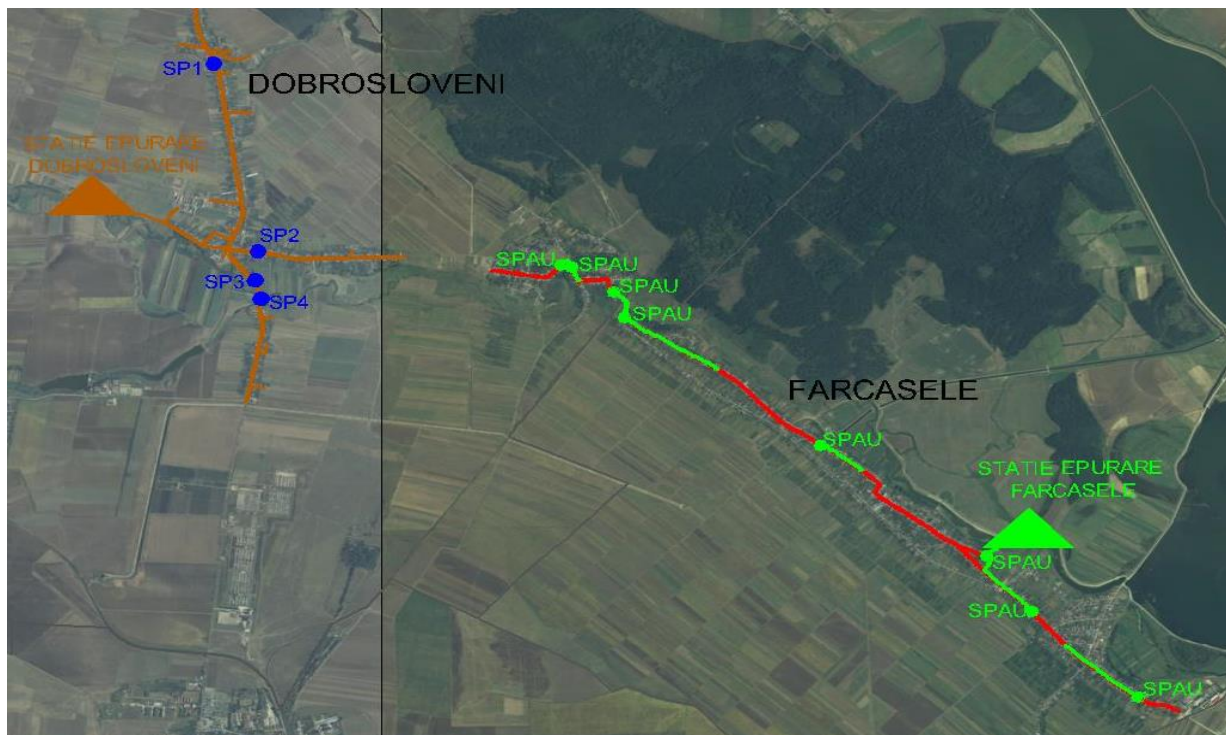 SP1
DOBROSLOVENI
STATIE EPURARE
DOBROSLOVENI
SP2
SP3
SP4
SPAU
SPAU
SPAU
SPAU
FARCASELE
SPAU
STATIE EPURARE
FARCASELE
SPAU
SPAU
SPAU